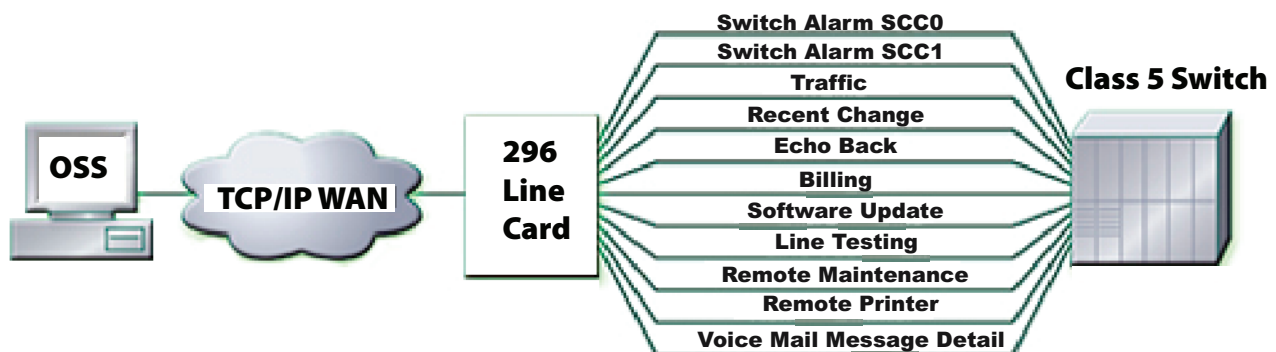 OSS
TCP/IP WAN
296
Line
Card
Switch Alarm SCC0
Switch Alarm SCC1
Traffic
Recent Change
Echo Back
Billing
Software Update
Line Testing
Remote Maintenance
Remote Printer
Voice Mail Message Detail
Class 5 Switch